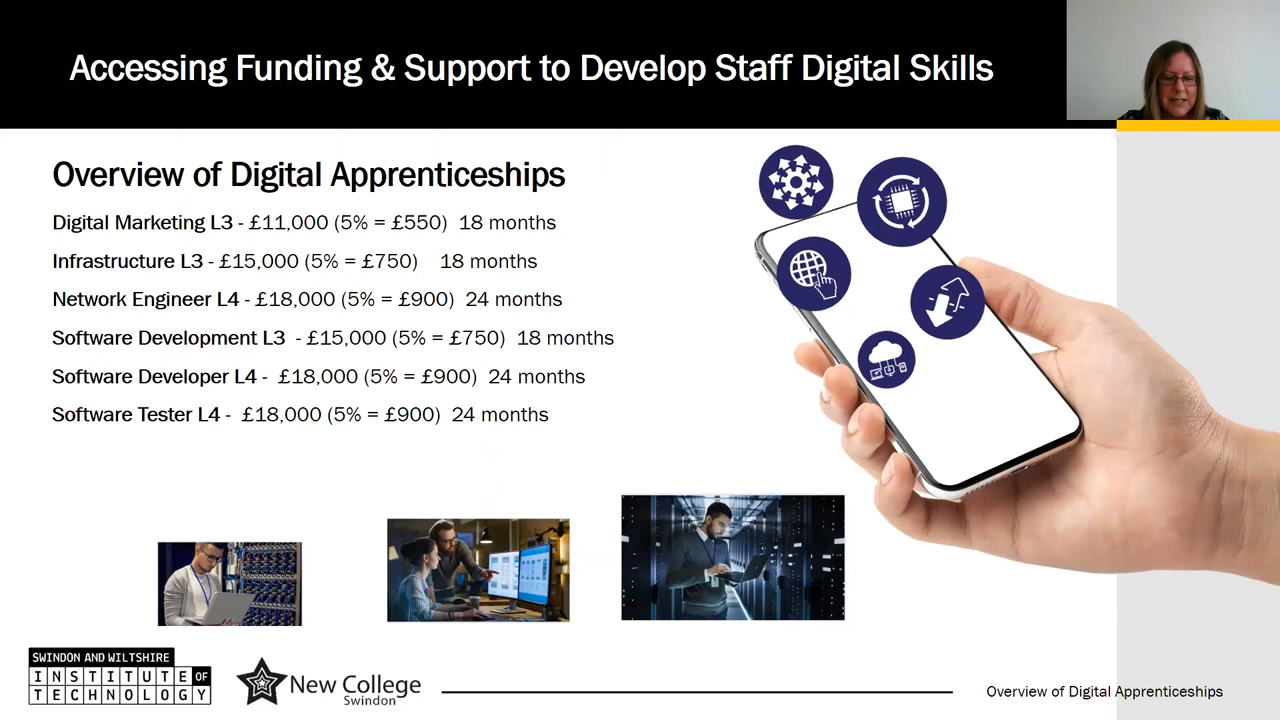 Accessing Funding & Support to Develop Staff Digital Skills
Overview of Digital Apprenticeships
Digital Marketing L3 - £11,000 (5% = £550) 18 months
Infrastructure L3 - £15,000 (5% = £750) 18 months
Network Engineer L4 - £18,000 (5% = £900) 24 months
Software Development L3 - £15,000 (5% = £750) 18 months
Software Developer L4 - £18,000 (5% = £900) 24 months
Software Tester L4 - £18,000 (5% = £900) 24 months
SWINDON AND WILTSHIRE
INSTITUTE OF
TECHNOLOGY
New College
Swindon
Overview of Digital Apprenticeships